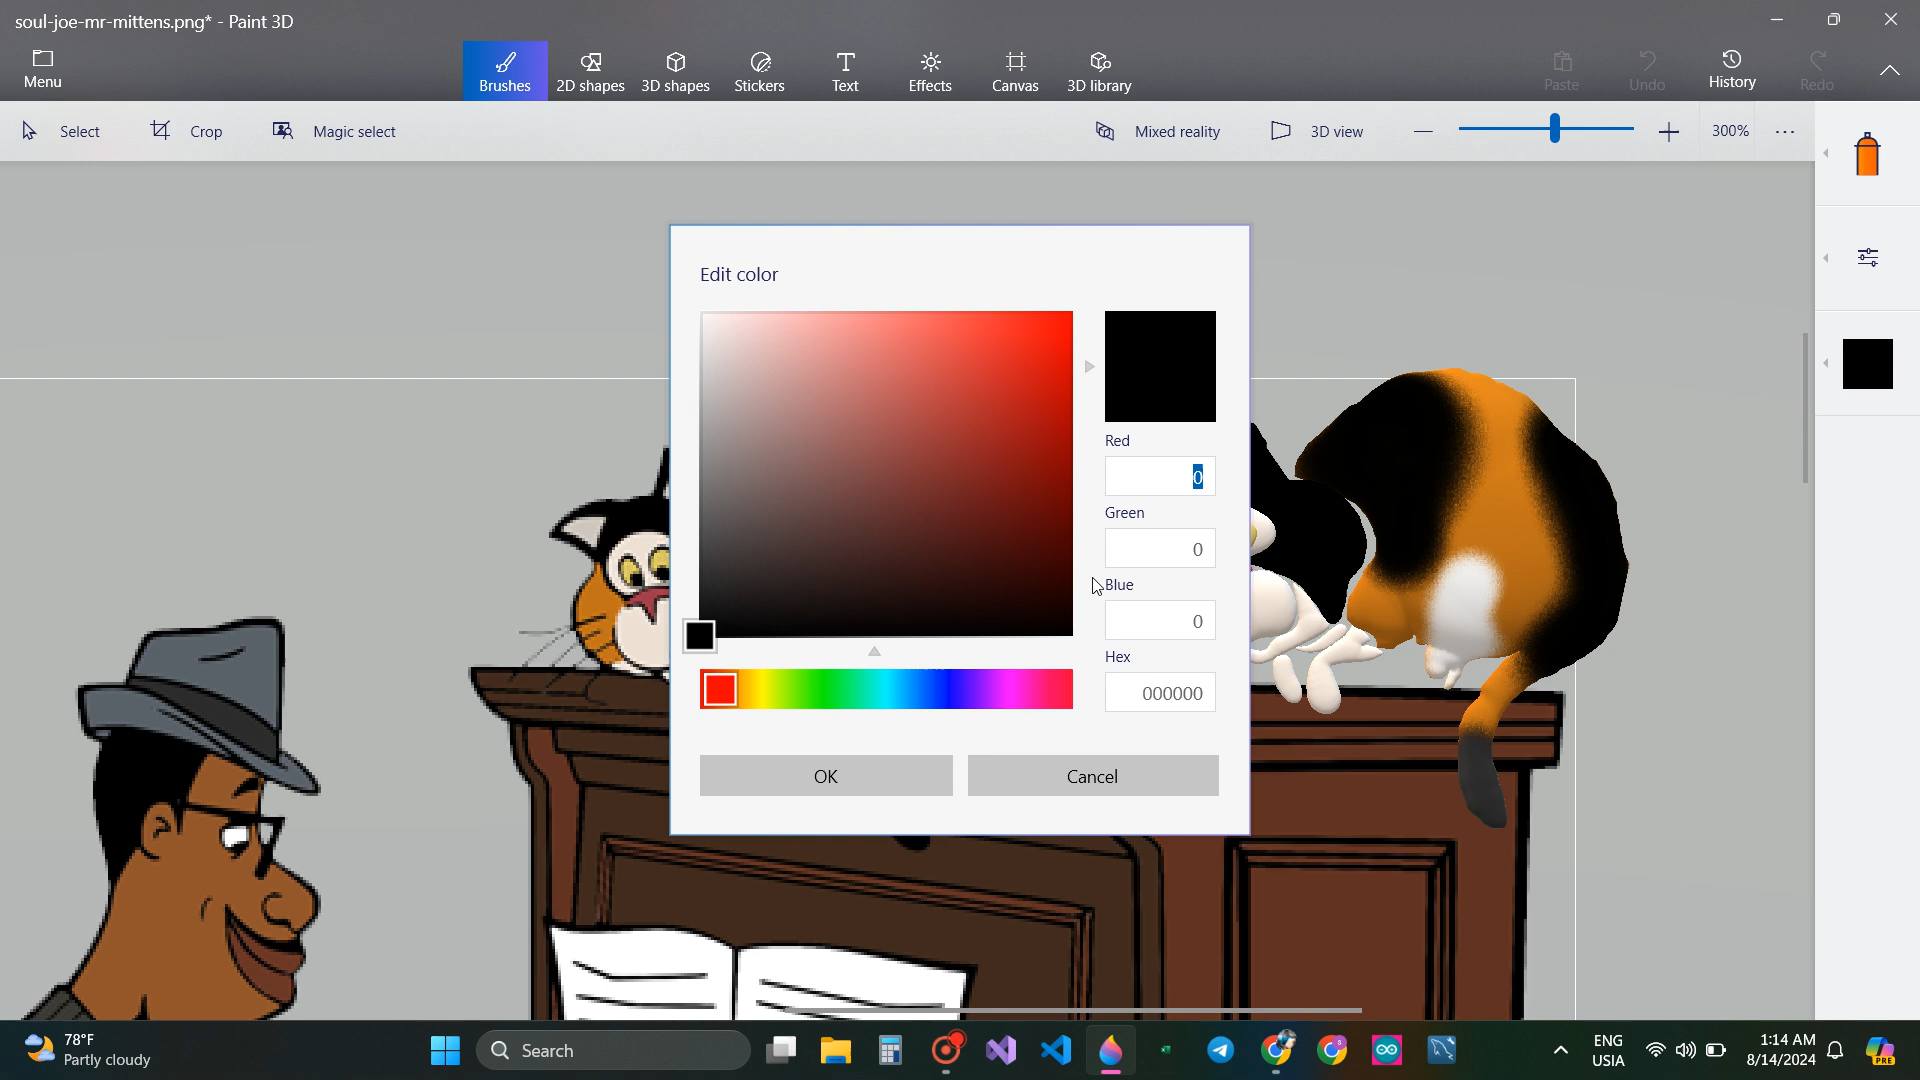 soul-joe-mr-mittens.png* - Paint 3D
Menu
Brushes
2D shapes
3D shapes
Stickers
Text
Effects
Canvas
3D library
Paste
Undo
History
Redo
Select
Crop
Magic select
Mixed reality
3D view
300%
Edit color
Red
0
Green
0
Blue
0
Hex
000000
OK
Cancel
78°F
Partly cloudy
Search
ENG
USIA
1:14 AM
8/14/2024
PRE